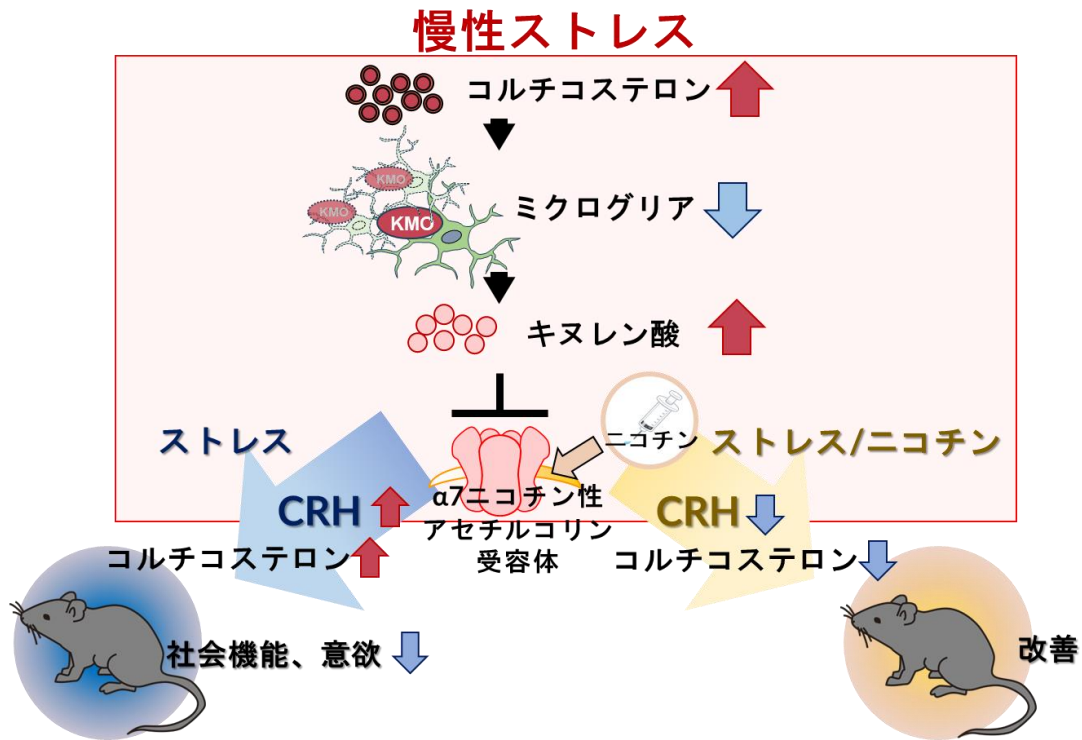 慢性ストレス
コルチコステロン
KMO
ミクログリア
KMO
KMO
キヌレン酸
ニコチン
ストレス
ストレス/ニコチン
α7ニコチン性
アセチルコリン
受容体
CRH
CRH
コルチコステロン
コルチコステロン
社会機能、意欲
改善